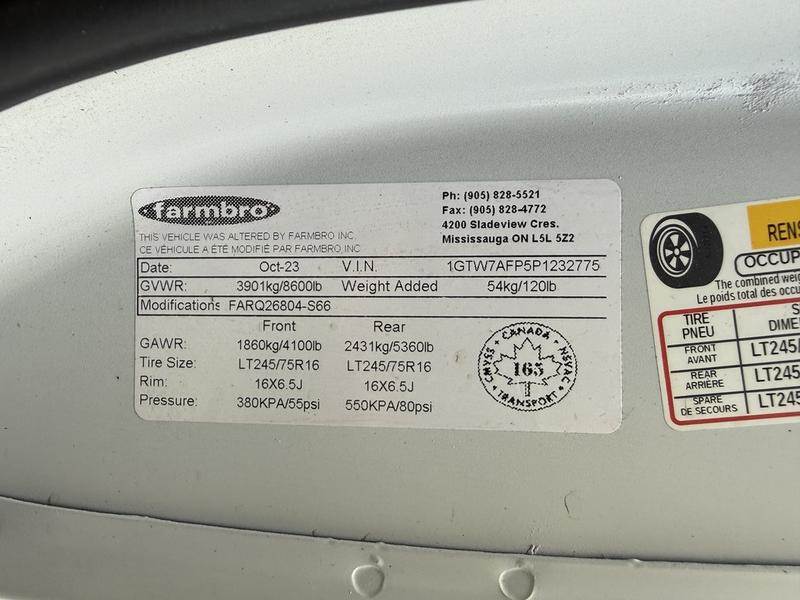 farmbro
THIS VEHICLE WAS ALTERED BY FARMBRO INC.
CE VÉHICULE A ÉTÉ MODIFIÉ PAR FARMBRO INC
Ph: (905) 828-5521
Fax: (905) 828-4772
4200 Sladeview Cres.
Mississauga ON L5L 5Z2
Date: Oct-23 V.I.N. 1GTW7AFP5P1232775
GVWR: 3901kg/8600lb Weight Added 54kg/120lb
Modifications FARQ26804-S66
Front Rear
GAWR: 1860kg/4100lb 2431kg/5360lb
Tire Size: LT245/75R16 LT245/75R16
Rim: 16X6.5J 16X6.5J
Pressure: 380KPA/55psi 550KPA/80psi
CANADA
CMVSS NSVAC
165
TRANSPORT
RENS
OCCUP
The combined weig
Le poids total des occu
TIRE
PNEU
DIME
FRONT
AVANT
LT245/
REAR
ARRIÈRE
LT245
SPARE
DE SECOURS
LT245